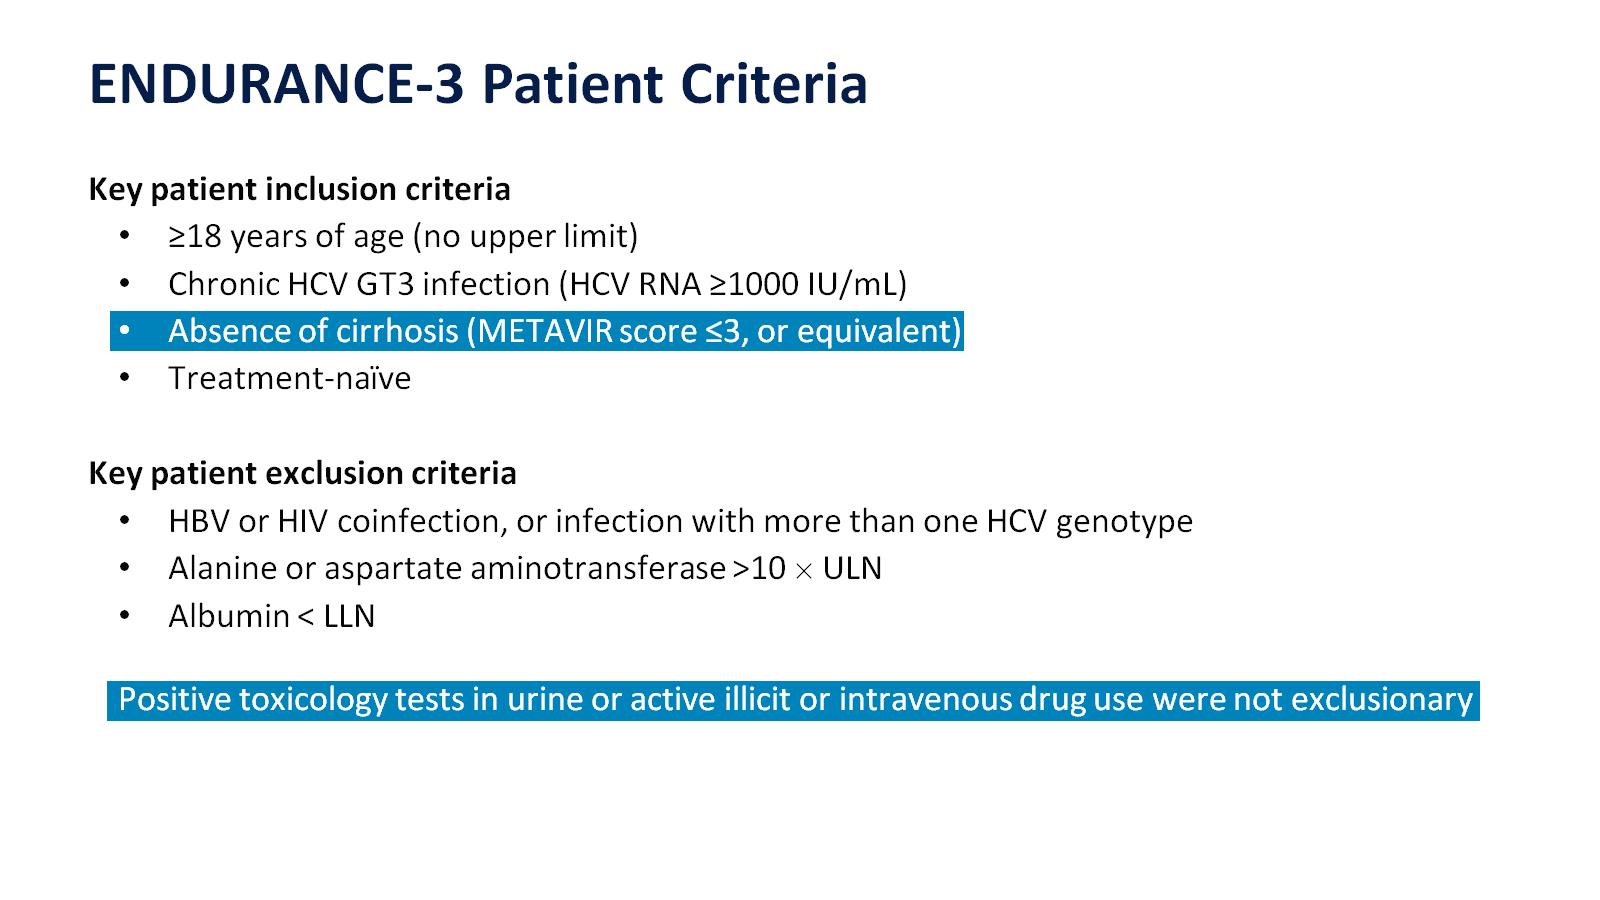 ENDURANCE-3 Patient Criteria
Key patient inclusion criteria
• ≥18 years of age (no upper limit)
• Chronic HCV GT3 infection (HCV RNA ≥1000 IU/mL)
• Absence of cirrhosis (METAVIR score ≤3, or equivalent)
• Treatment-naïve
Key patient exclusion criteria
• HBV or HIV coinfection, or infection with more than one HCV genotype
• Alanine or aspartate aminotransferase >10 × ULN
• Albumin < LLN
Positive toxicology tests in urine or active illicit or intravenous drug use were not exclusionary